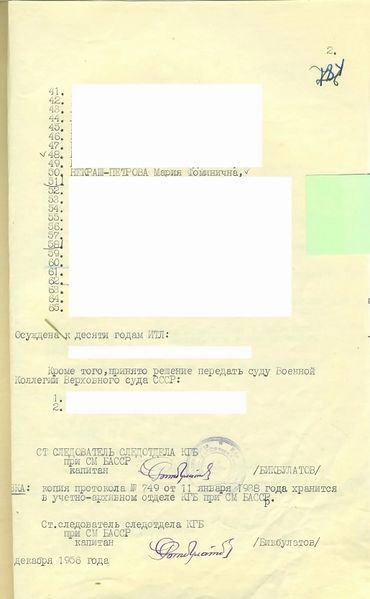 2.
41.
42.
43.
44.
45.
46.
47.
48.
49.
50. НЕКРАШ-ПЕТРОВА Мария Фоминична,
51.
52.
53.
54.
55.
56.
57.
58.
59.
60.
61.
62.
63.
64.
65.
Осуждена к десяти годам ИТЛ:
Кроме того,принято решение передать суду Военной
Коллегии Верховного суда СССР:
1.
2.
СТ СЛЕДОВАТЕЛЬ СЛЕДОТДЕЛА КГБ
при СМ БАССР
капитан /БИКБУЛАТОВ/
ВКА: копия протокола № 749 от 11 января 1938 года хранится
в учетно-архивном отделе КГБ при СМ БАССР.
Ст.следователь следотдела КГБ
при СМ БАССР
капитан /Бикбулатов/
декабря 1956 года